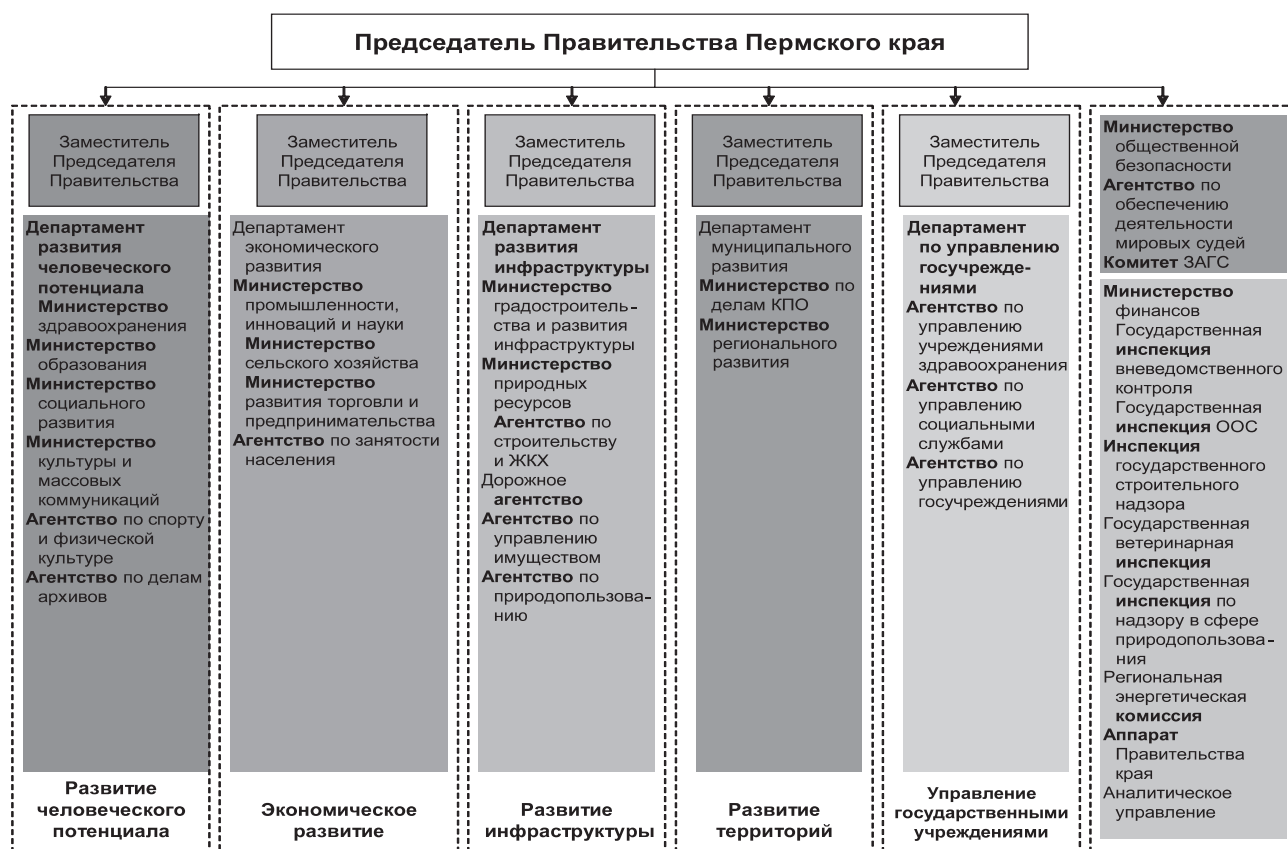 Председатель Правительства Пермского края
Заместитель
Председателя
Правительства
Департамент
развития
человеческого
потенциала
Министерство
здравоохранения
Министерство
образования
Министерство
социального
развития
Министерство
культуры и
массовых
коммуникаций
Агентство по спорту
и физической
культуре
Агентство по делам
архивов
Развитие
человеческого
потенциала
Заместитель
Председателя
Правительства
Департамент
экономического
развития
Министерство
промышленности,
инноваций и науки
Министерство
сельского хозяйства
Министерство
развития торговли и
предпринимательства
Агентство по занятости
населения
Экономическое
развитие
Заместитель
Председателя
Правительства
Департамент
развития
инфраструктуры
Министерство
градостроитель-
ства и развития
инфраструктуры
Министерство
природных
ресурсов
Агентство по
строительству
и ЖКХ
Дорожное
агентство
Агентство по
управлению
имуществом
Агентство по
природопользова-
нию
Развитие
инфраструктуры
Заместитель
Председателя
Правительства
Департамент
муниципального
развития
Министерство по
делам КПО
Министерство
регионального
развития
Развитие
территорий
Заместитель
Председателя
Правительства
Департамент
по управлению
госучрежде-
ниями
Агентство по
управлению
учреждениями
здравоохранения
Агентство по
управлению
социальными
службами
Агентство по
управлению
госучреждениями
Управление
государственными
учреждениями
Министерство
общественной
безопасности
Агентство по
обеспечению
деятельности
мировых судей
Комитет ЗАГС
Министерство
финансов
Государственная
инспекция
вневедомственного
контроля
Государственная
инспекция ООС
Инспекция
государственного
строительного
надзора
Государственная
ветеринарная
инспекция
Государственная
инспекция по
надзору в сфере
природопользова-
ния
Региональная
энергетическая
комиссия
Аппарат
Правительства
края
Аналитическое
управление